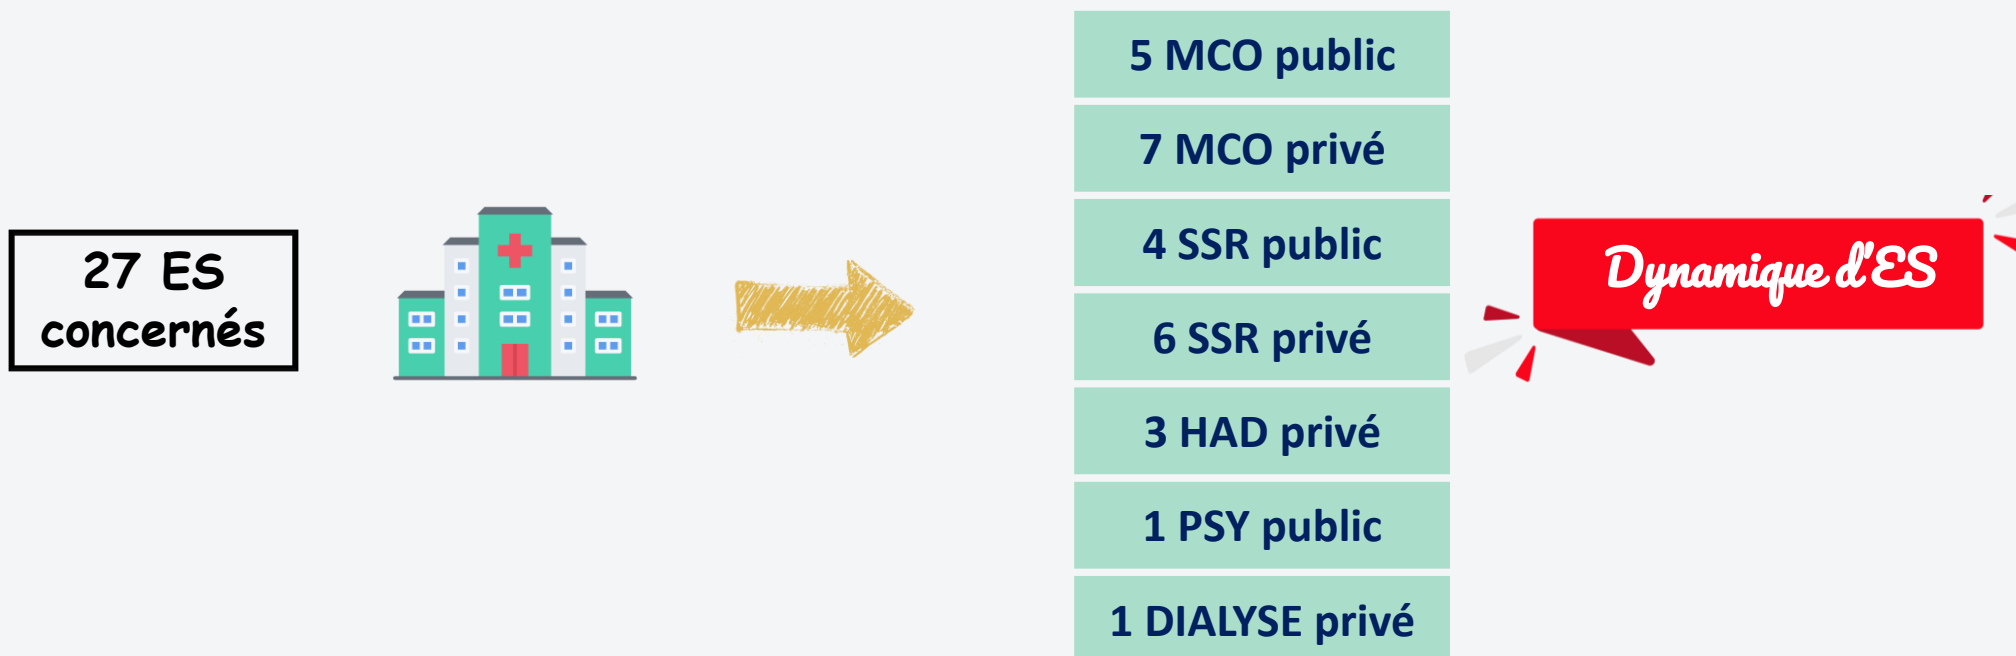 27 ES
concernés
5 MCO public
7 MCO privé
4 SSR public
6 SSR privé
3 HAD privé
1 PSY public
1 DIALYSE privé
Dynamique d'ES